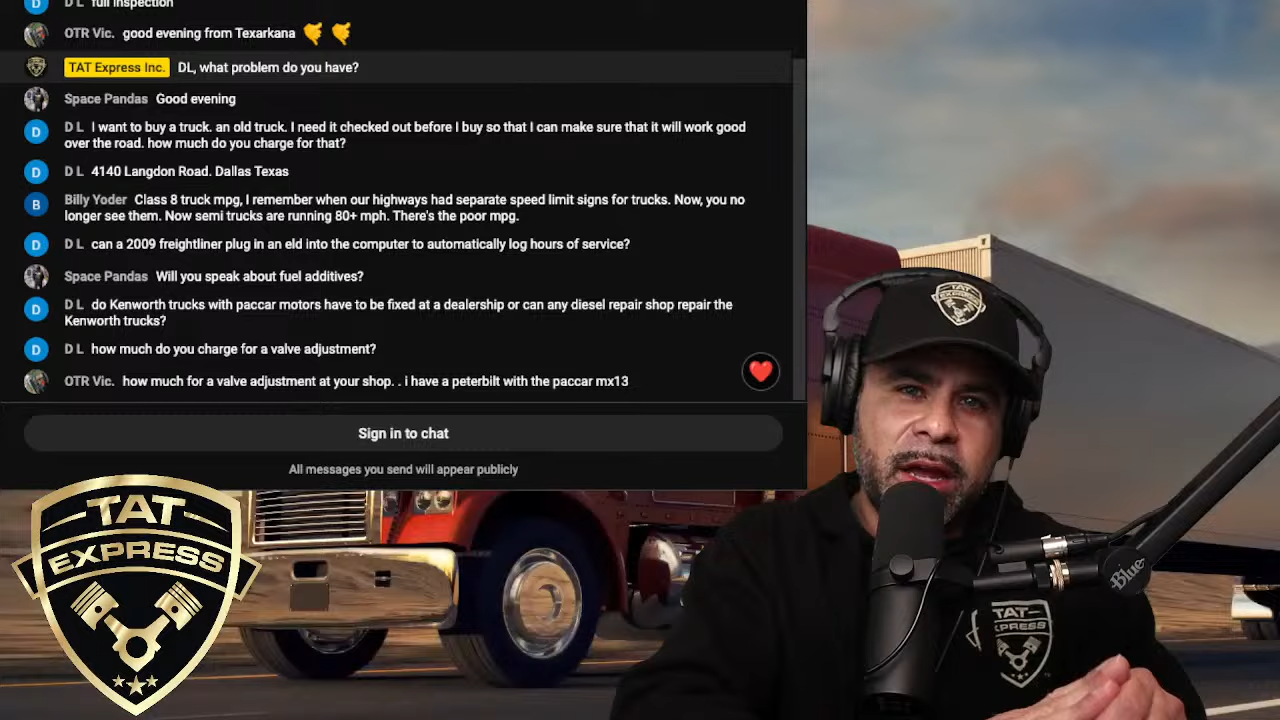 D L full inspection
OTR Vic. good evening from Texarkana
TAT Express Inc. DL, what problem do you have?
Space Pandas Good evening
D L I want to buy a truck. an old truck. I need it checked out before I buy so that I can make sure that it will work good
over the road. how much do you charge for that?
D L 4140 Langdon Road. Dallas Texas
Billy Yoder Class 8 truck mpg, I remember when our highways had separate speed limit signs for trucks. Now, you no
longer see them. Now semi trucks are running 80+ mph. There's the poor mpg.
D L can a 2009 freightliner plug in an eld into the computer to automatically log hours of service?
Space Pandas Will you speak about fuel additives?
D L do Kenworth trucks with paccar motors have to be fixed at a dealership or can any diesel repair shop repair the
Kenworth trucks?
D L how much do you charge for a valve adjustment?
OTR Vic. how much for a valve adjustment at your shop. . i have a peterbilt with the paccar mx13
Sign in to chat
All messages you send will appear publicly
D
D
D
B
D
D
D
TAT
EXPRESS
TAT
EXPRESS
Blue
TAT
EXPRESS